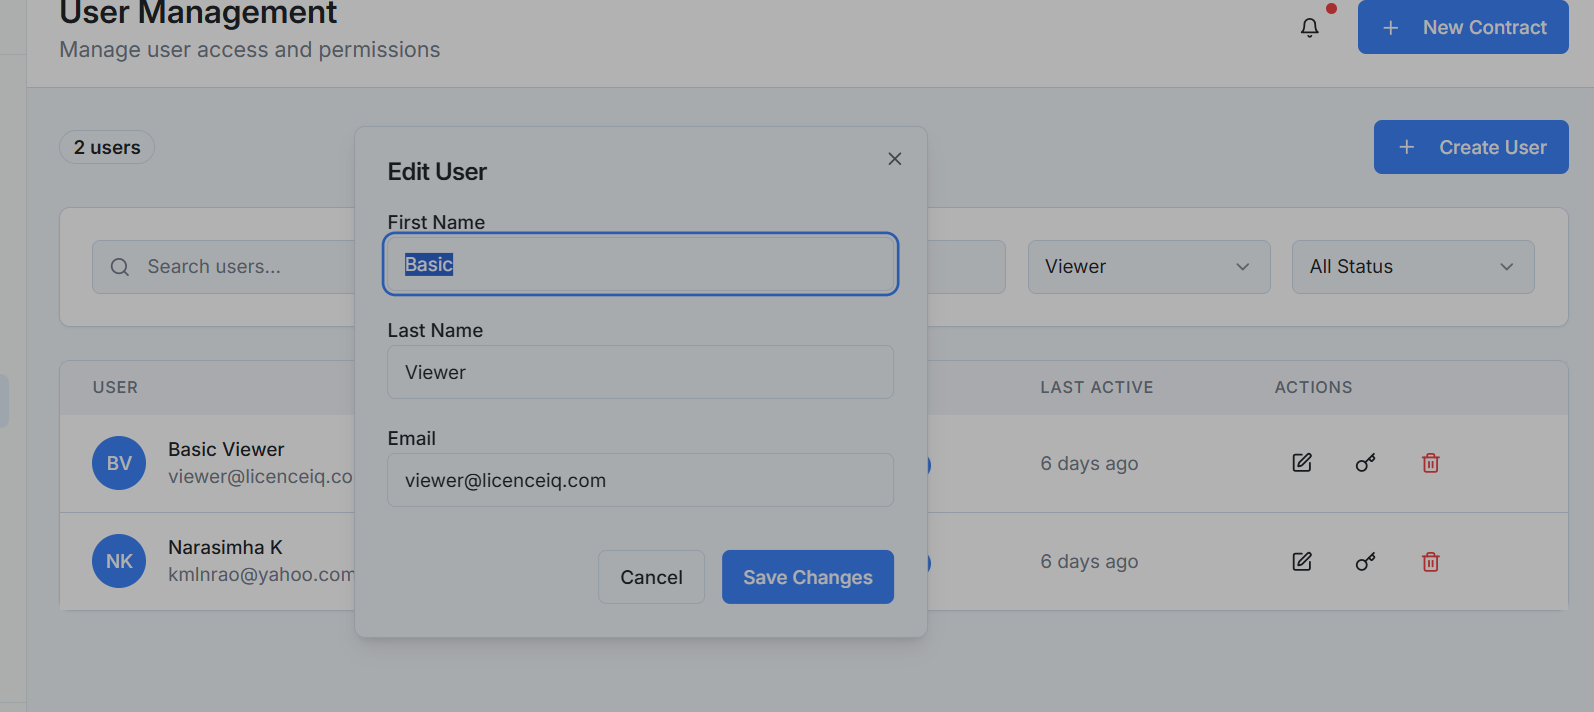 User Management
Manage user access and permissions
New Contract
2 users
Create User
Search users...
Viewer
All Status
Edit User
First Name
Basic
Last Name
Viewer
Email
viewer@licenceiq.com
Cancel
Save Changes
USER
LAST ACTIVE
ACTIONS
BV
Basic Viewer
viewer@licenceiq.co
6 days ago
NK
Narasimha K
kmlnrao@yahoo.com
6 days ago